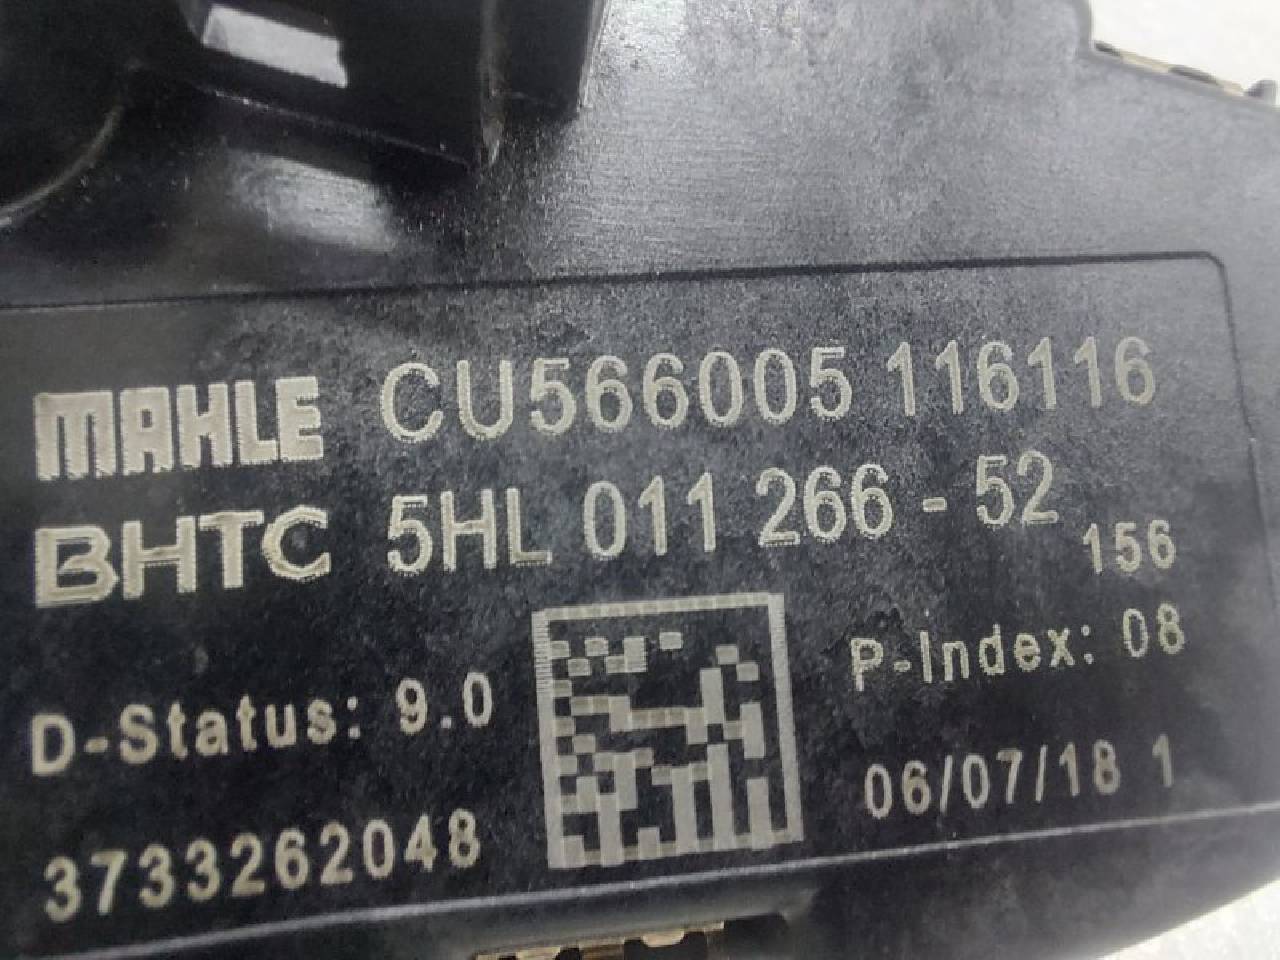 MAHLE CU566005 116116
BHTC 5HL 011 266 - 52
156
P-Index: 08
D-Status: 9.0
06/07/18 1
3733262048